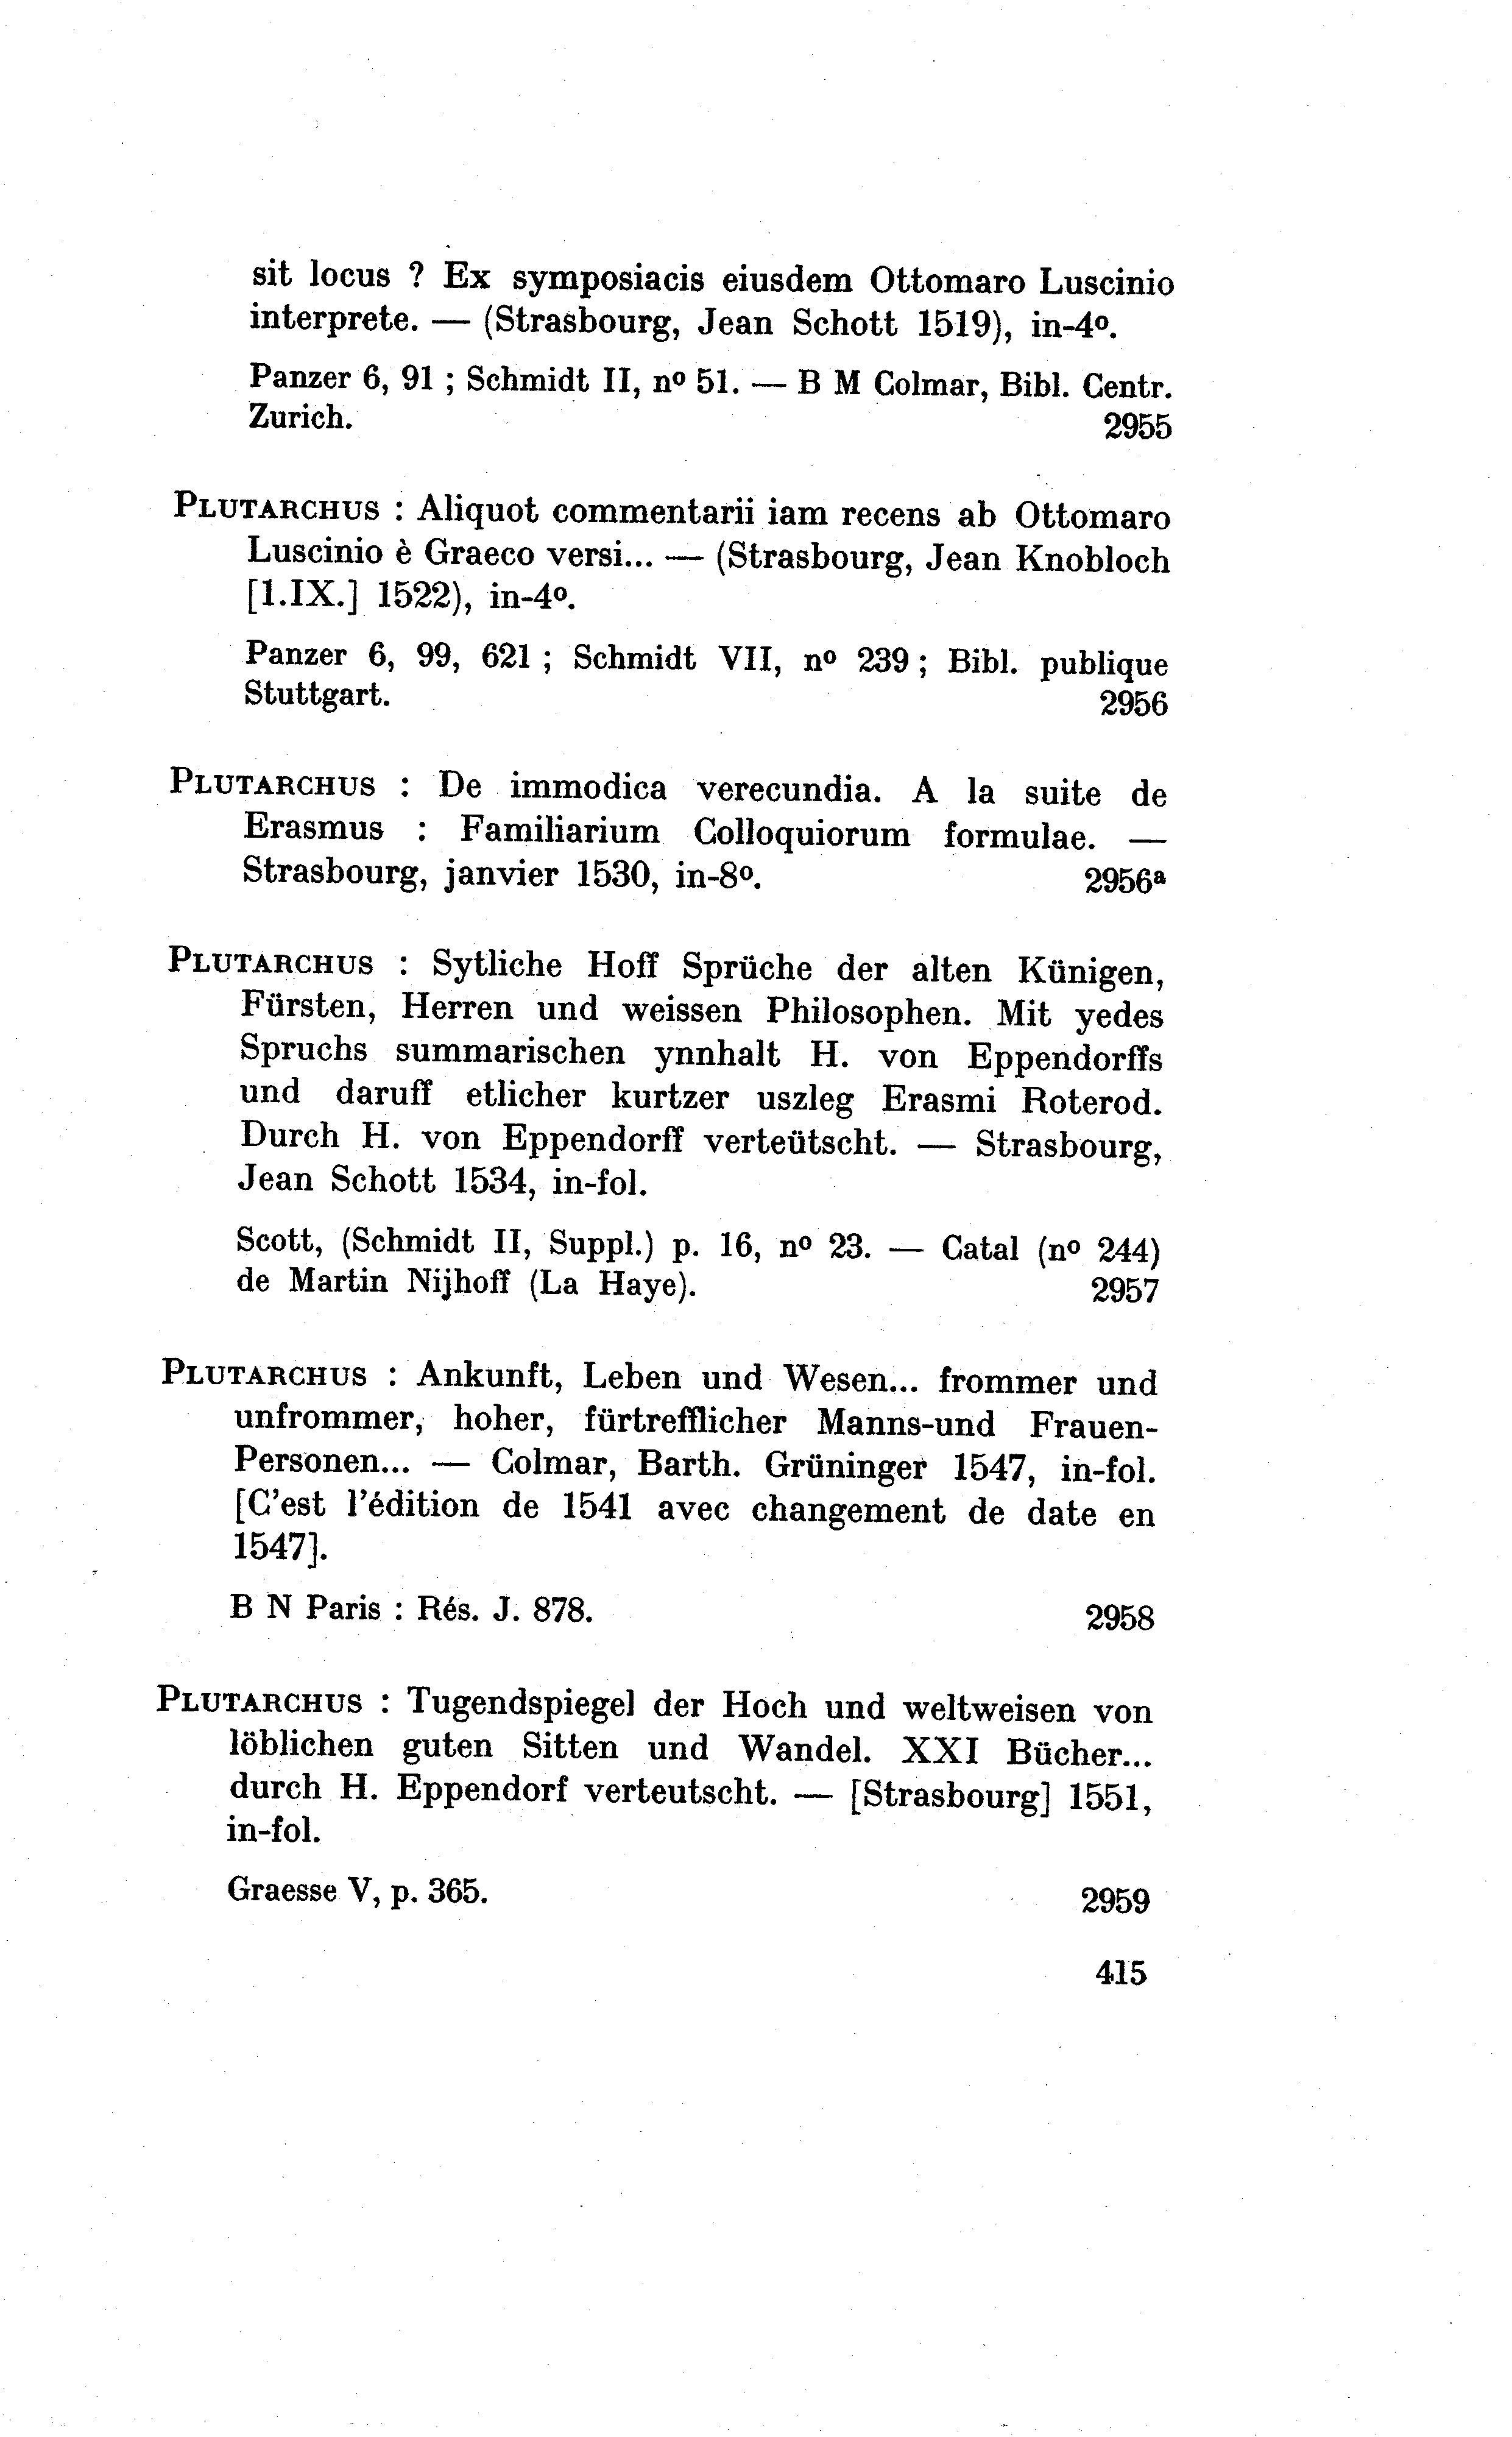 sit locus ? Ex symposiacis eiusdem Ottomaro Luscinio
interprete. — (Strasbourg, Jean Schott 1519), in-4º.
Panzer 6, 91 ; Schmidt II, nº 51. — B M Colmar, Bibl. Centr.
Zurich. 2955
PLUTARCHUS : Aliquot commentarii iam recens ab Ottomaro
Luscinio è Graeco versi... — (Strasbourg, Jean Knobloch
[1.IX.] 1522), in-4º.
Panzer 6, 99, 621 ; Schmidt VII, nº 239 ; Bibl. publique
Stuttgart. 2956
PLUTARCHUS : De immodica verecundia. A la suite de
Erasmus : Familiarium Colloquiorum formulae. —
Strasbourg, janvier 1530, in-8º. 2956ª
PLUTARCHUS : Sytliche Hoff Sprüche der alten Künigen,
Fürsten, Herren und weissen Philosophen. Mit yedes
Spruchs summarischen ynnhalt H. von Eppendorffs
und daruff etlicher kurtzer uszleg Erasmi Roterod.
Durch H. von Eppendorff verteütscht. — Strasbourg,
Jean Schott 1534, in-fol.
Scott, (Schmidt II, Suppl.) p. 16, nº 23. — Catal (nº 244)
de Martin Nijhoff (La Haye). 2957
PLUTARCHUS : Ankunft, Leben und Wesen... frommer und
unfrommer, hoher, fürtrefflicher Manns-und Frauen-
Personen... — Colmar, Barth. Grüninger 1547, in-fol.
[C'est l'édition de 1541 avec changement de date en
1547].
B N Paris : Rés. J. 878. 2958
PLUTARCHUS : Tugendspiegel der Hoch und weltweisen von
löblichen guten Sitten und Wandel. XXI Bücher...
durch H. Eppendorf verteutscht. — [Strasbourg] 1551,
in-fol.
Graesse V, p. 365. 2959
415